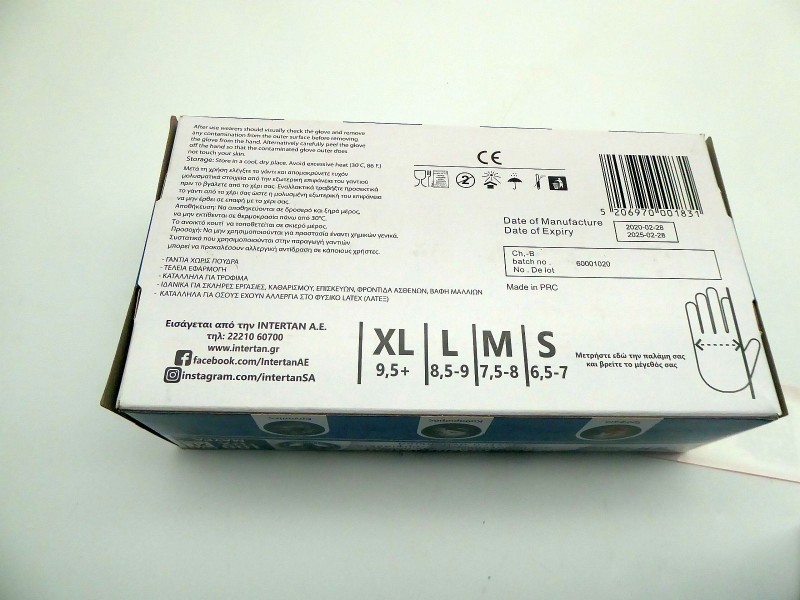 After use wearers should visually check the glove and remove
any contamination from the outer surface before removing
the glove from the hand. Alternatively carefully peel the glove
off the hand so that the contaminated glove outer does
not touch your skin.
Storage: Store in a cool, dry place. Avoid excessive heat (30 C, 86 F.)
Μετά τη χρήση ελέγξτε το γάντι και απομακρύνετε τυχόν
μολυσματικά στοιχεία από την εξωτερική επιφάνεια του γαντιού
πριν το βγάλετε από το χέρι σας. Εναλλακτικά τραβήξτε προσεκτικά
το γάντι από το χέρι σας ώστε η μολυσμένη εξωτερική του επιφάνεια
να μην έρθει σε επαφή με το χέρι σας.
Αποθήκευση: Να αποθηκεύονται σε δροσερό και ξηρό μέρος,
να μην εκτίθενται σε θερμοκρασία πάνω από 30°C.
Το ανοικτό κουτί να τοποθετείται σε σκιερό μέρος.
Προσοχή: Να μην χρησιμοποιούνται για προστασία έναντι χημικών γενικά.
Συστατικά που χρησιμοποιούνται στην παραγωγή γαντιών
μπορεί να προκαλέσουν αλλεργική αντίδραση σε κάποιους χρήστες.
- ΓΑΝΤΙΑ ΧΩΡΙΣ ΠΟΥΔΡΑ
- ΤΕΛΕΙΑ ΕΦΑΡΜΟΓΗ
- ΚΑΤΑΛΛΗΛΑ ΓΙΑ ΤΡΟΦΙΜΑ
- ΙΔΑΝΙΚΑ ΓΙΑ ΣΚΛΗΡΕΣ ΕΡΓΑΣΙΕΣ, ΚΑΘΑΡΙΣΜΟΥ, ΕΠΙΣΚΕΥΩΝ, ΦΡΟΝΤΙΔΑ ΑΣΘΕΝΩΝ, ΒΑΦΗ ΜΑΛΛΙΩΝ
- ΚΑΤΑΛΛΗΛΑ ΓΙΑ ΟΣΟΥΣ ΕΧΟΥΝ ΑΛΛΕΡΓΙΑ ΣΤΟ ΦΥΣΙΚΟ LATEX (ΛΑΤΕΞ)
CE
2
5 206970 001831
Date of Manufacture 2020-02-28
Date of Expiry 2025-02-28
Ch,-B
batch no . 60001020
No . De lot
Made in PRC
Εισάγεται από την INTERTAN A.E.
τηλ: 22210 60700
www.intertan.gr
facebook.com/IntertanAE
instagram.com/intertanSA
XL L M S
9,5+ 8,5-9 7,5-8 6,5-7
Μετρήστε εδώ την παλάμη σας
και βρείτε το μέγεθός σας